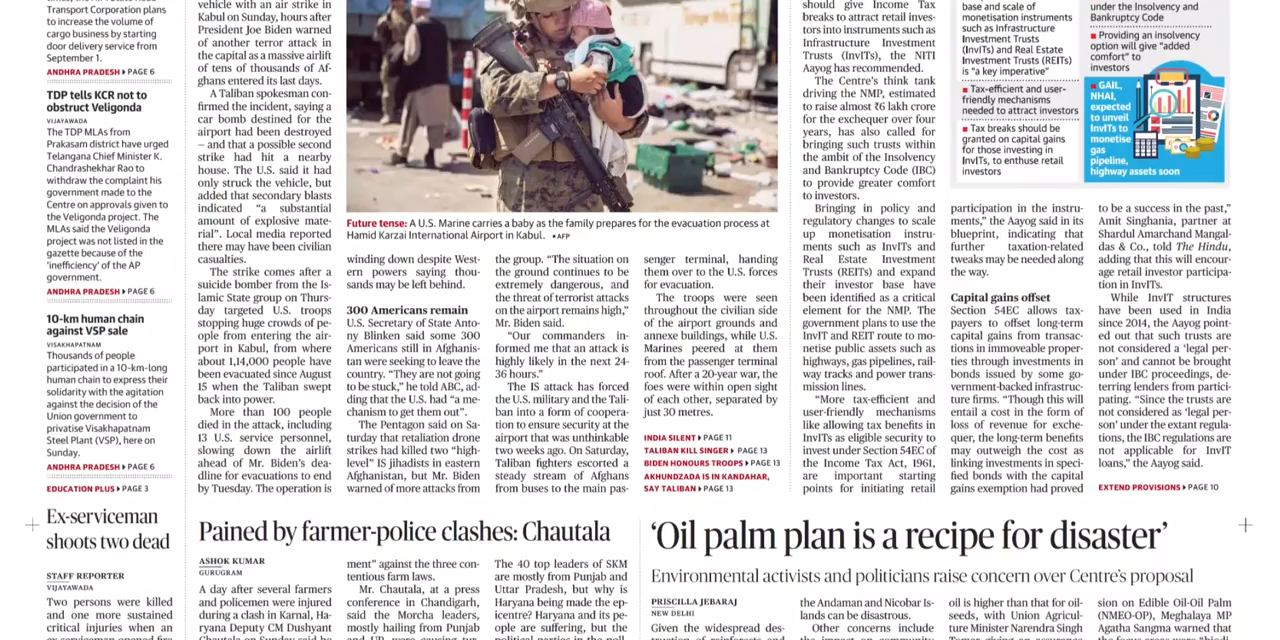 Transport Corporation plans
to increase the volume of
cargo business by starting
door delivery service from
September 1.
ANDHRA PRADESH PAGE 6
TDP tells KCR not to
obstruct Veligonda
VIJAYAWADA
The TDP MLAs from
Prakasam district have urged
Telangana Chief Minister K.
Chandrashekhar Rao to
withdraw the complaint his
government made to the
Centre on approvals given to
the Veligonda project. The
MLAs said the Veligonda
project was not listed in the
gazette because of the
'inefficiency' of the AP
government.
ANDHRA PRADESH PAGE 6
10-km human chain
against VSP sale
VISAKHAPATNAM
Thousands of people
participated in a 10-km-long
human chain to express their
solidarity with the agitation
against the decision of the
Union government to
privatise Visakhapatnam
Steel Plant (VSP), here on
Sunday.
ANDHRA PRADESH PAGE 6
EDUCATION PLUS PAGE 3
Ex-serviceman
shoots two dead
STAFF REPORTER
VIJAYAWADA
Two persons were killed
and one more sustained
critical injuries when an
vehicle with an air strike in
Kabul on Sunday, hours after
President Joe Biden warned
of another terror attack in
the capital as a massive airlift
of tens of thousands of Af-
ghans entered its last days.
A Taliban spokesman con-
firmed the incident, saying a
car bomb destined for the
airport had been destroyed
– and that a possible second
strike had hit a nearby
house. The U.S. said it had
only struck the vehicle, but
added that secondary blasts
indicated "a substantial
amount of explosive mate-
rial". Local media reported
there may have been civilian
casualties.
The strike comes after a
suicide bomber from the Is-
lamic State group on Thurs-
day targeted U.S. troops
stopping huge crowds of pe-
ople from entering the air-
port in Kabul, from where
about 1,14,000 people have
been evacuated since August
15 when the Taliban swept
back into power.
More than 100 people
died in the attack, including
13 U.S. service personnel,
slowing down the airlift
ahead of Mr. Biden's dea-
dline for evacuations to end
by Tuesday. The operation is
Future tense: A U.S. Marine carries a baby as the family prepares for the evacuation process at
Hamid Karzai International Airport in Kabul. AFP
winding down despite West-
ern powers saying thou-
sands may be left behind.
300 Americans remain
U.S. Secretary of State Anto-
ny Blinken said some 300
Americans still in Afghanis-
tan were seeking to leave the
country. "They are not going
to be stuck," he told ABC, ad-
ding that the U.S. had "a me-
chanism to get them out".
The Pentagon said on Sa-
turday that retaliation drone
strikes had killed two "high-
level" IS jihadists in eastern
Afghanistan, but Mr. Biden
warned of more attacks from
the group. "The situation on
the ground continues to be
extremely dangerous, and
the threat of terrorist attacks
on the airport remains high,"
Mr. Biden said.
"Our commanders in-
formed me that an attack is
highly likely in the next 24-
36 hours."
The IS attack has forced
the U.S. military and the Tali-
ban into a form of coopera-
tion to ensure security at the
airport that was unthinkable
two weeks ago. On Saturday,
Taliban fighters escorted a
steady stream of Afghans
from buses to the main pas-
senger terminal, handing
them over to the U.S. forces
for evacuation.
The troops were seen
throughout the civilian side
of the airport grounds and
annexe buildings, while U.S.
Marines peered at them
from the passenger terminal
roof. After a 20-year war, the
foes were within open sight
of each other, separated by
just 30 metres.
INDIA SILENT PAGE 11
TALIBAN KILL SINGER PAGE 13
BIDEN HONOURS TROOPS PAGE 13
AKHUNDZADA IS IN KANDAHAR,
SAY TALIBAN PAGE 13
should give Income Tax
breaks to attract retail inves-
tors into instruments such as
Infrastructure Investment
Trusts (InvITs), the NITI
Aayog has recommended.
The Centre's think tank
driving the NMP, estimated
to raise almost ₹6 lakh crore
for the exchequer over four
years, has also called for
bringing such trusts within
the ambit of the Insolvency
and Bankruptcy Code (IBC)
to provide greater comfort
to investors.
Bringing in policy and
regulatory changes to scale
up monetisation instru-
ments such as InvITs and
Real Estate Investment
Trusts (REITs) and expand
their investor base have
been identified as a critical
element for the NMP. The
government plans to use the
InvIT and REIT route to mo-
netise public assets such as
highways, gas pipelines, rail-
way tracks and power trans-
mission lines.
"More tax-efficient and
user-friendly mechanisms
like allowing tax benefits in
InvITs as eligible security to
invest under Section 54EC of
the Income Tax Act, 1961,
are important starting
points for initiating retail
base and scale of
monetisation instruments
such as Infrastructure
Investment Trusts
(InvITs) and Real Estate
Investment Trusts (REITs)
is "a key imperative"
Tax-efficient and user-
friendly mechanisms
needed to attract investors
Tax breaks should be
granted on capital gains
for those investing in
InvITs, to enthuse retail
investors
under the Insolvency and
Bankruptcy Code
Providing an insolvency
option will give "added
comfort" to
investors
GAIL,
NHAI,
expected
to unveil
InvITs to
monetise
gas
pipeline,
highway assets soon
participation in the instru-
ments," the Aayog said in its
blueprint, indicating that
further taxation-related
tweaks may be needed along
the way.
Capital gains offset
Section 54EC allows tax-
payers to offset long-term
capital gains from transac-
tions in immoveable proper-
ties through investments in
bonds issued by some go-
vernment-backed infrastruc-
ture firms. "Though this will
entail a cost in the form of
loss of revenue for exche-
quer, the long-term benefits
may outweigh the cost as
linking investments in speci-
fied bonds with the capital
gains exemption had proved
to be a success in the past,"
Amit Singhania, partner at
Shardul Amarchand Mangal-
das & Co., told The Hindu,
adding that this will encour-
age retail investor participa-
tion in InvITs.
While InvIT structures
have been used in India
since 2014, the Aayog point-
ed out that such trusts are
not considered a 'legal per-
son' and cannot be brought
under IBC proceedings, de-
terring lenders from partici-
pating. "Since the trusts are
not considered as 'legal per-
son' under the extant regula-
tions, the IBC regulations are
not applicable for InvIT
loans," the Aayog said.
EXTEND PROVISIONS PAGE 10
Pained by farmer-police clashes: Chautala
ASHOK KUMAR
GURUGRAM
A day after several farmers
and policemen were injured
during a clash in Karnal, Ha-
ryana Deputy CM Dushyant
ment" against the three con-
tentious farm laws.
Mr. Chautala, at a press
conference in Chandigarh,
said the Morcha leaders,
mostly hailing from Punjab
The 40 top leaders of SKM
are mostly from Punjab and
Uttar Pradesh, but why is
Haryana being made the ep-
icentre? Haryana and its pe-
ople are suffering, but the
'Oil palm plan is a recipe for disaster'
Environmental activists and politicians raise concern over Centre's proposal
PRISCILLA JEBARAJ
NEW DELHI
Given the widespread des-
the Andaman and Nicobar Is-
lands can be disastrous.
Other concerns include
oil is higher than that for oil-
seeds, with Union Agricul-
ture Minister Narendra Singh
sion on Edible Oil-Oil Palm
(NMEO-OP), Meghalaya MP
Agatha Sangma warned that